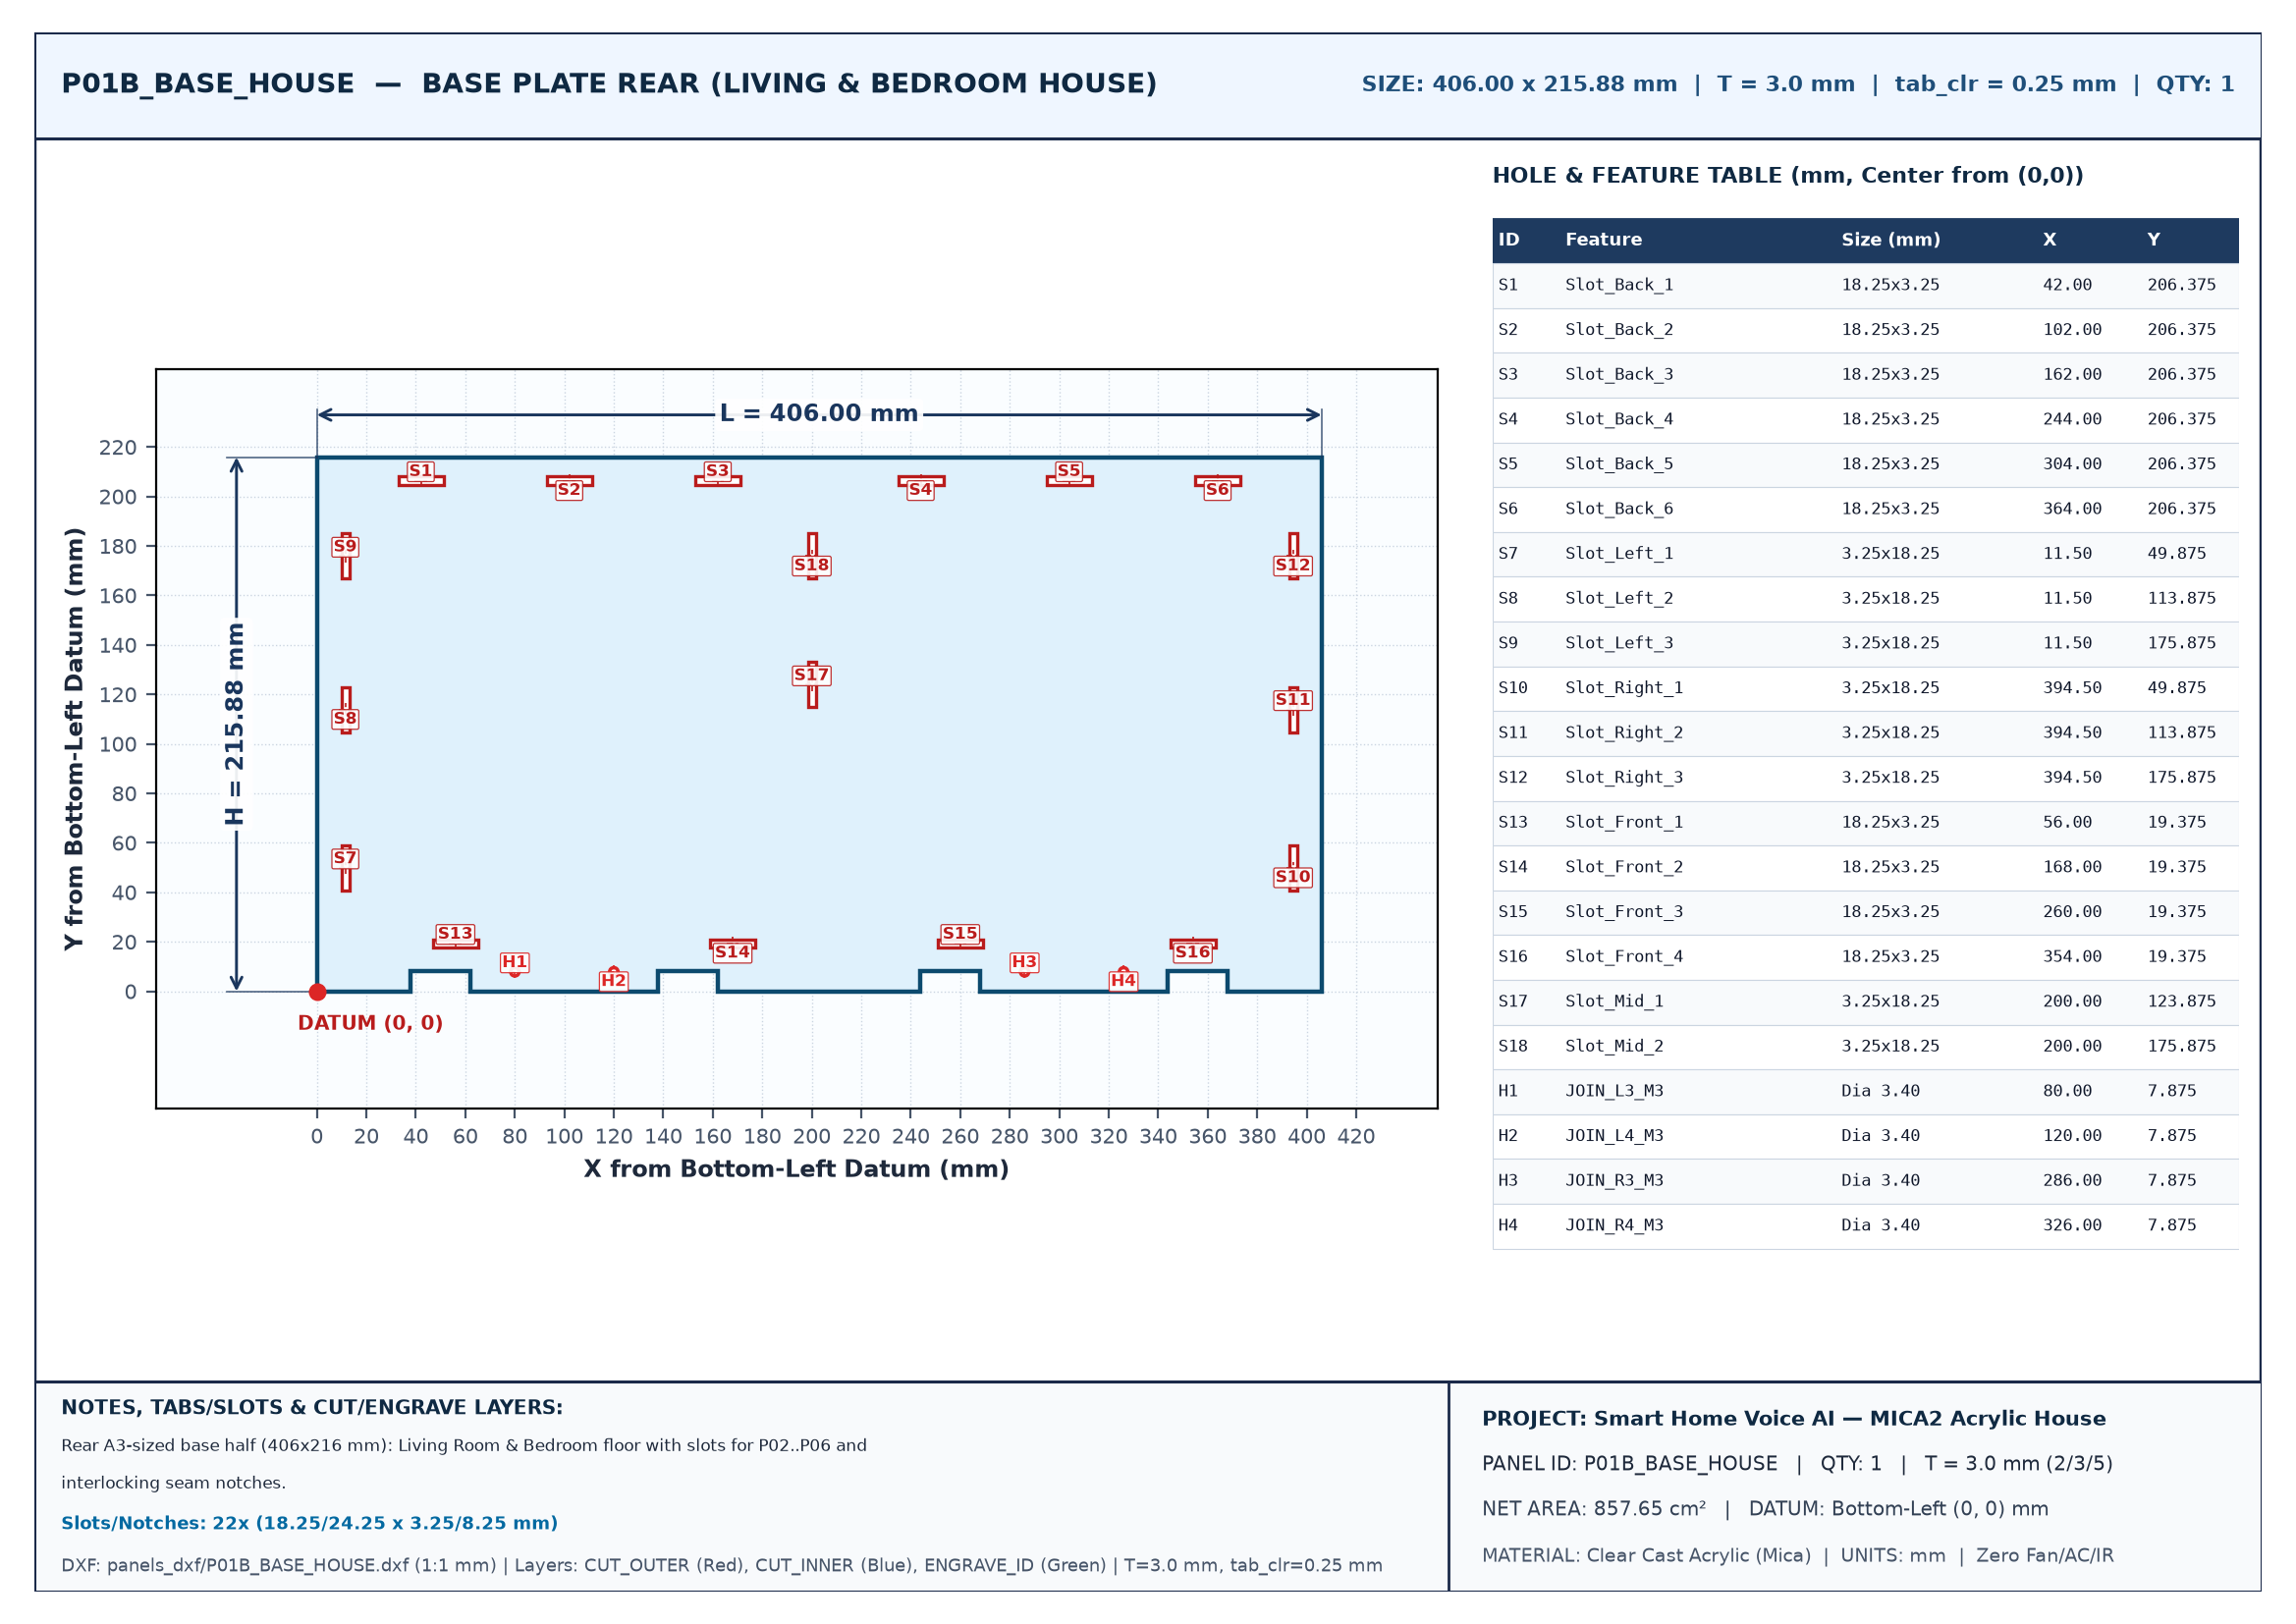 P01B_BASE_HOUSE — BASE PLATE REAR (LIVING & BEDROOM HOUSE)
SIZE: 406.00 x 215.88 mm | T = 3.0 mm | tab_clr = 0.25 mm | QTY: 1
HOLE & FEATURE TABLE (mm, Center from (0,0))
ID Feature Size (mm) X Y
S1 Slot_Back_1 18.25x3.25 42.00 206.375
S2 Slot_Back_2 18.25x3.25 102.00 206.375
S3 Slot_Back_3 18.25x3.25 162.00 206.375
S4 Slot_Back_4 18.25x3.25 244.00 206.375
S5 Slot_Back_5 18.25x3.25 304.00 206.375
S6 Slot_Back_6 18.25x3.25 364.00 206.375
S7 Slot_Left_1 3.25x18.25 11.50 49.875
S8 Slot_Left_2 3.25x18.25 11.50 113.875
S9 Slot_Left_3 3.25x18.25 11.50 175.875
S10 Slot_Right_1 3.25x18.25 394.50 49.875
S11 Slot_Right_2 3.25x18.25 394.50 113.875
S12 Slot_Right_3 3.25x18.25 394.50 175.875
S13 Slot_Front_1 18.25x3.25 56.00 19.375
S14 Slot_Front_2 18.25x3.25 168.00 19.375
S15 Slot_Front_3 18.25x3.25 260.00 19.375
S16 Slot_Front_4 18.25x3.25 354.00 19.375
S17 Slot_Mid_1 3.25x18.25 200.00 123.875
S18 Slot_Mid_2 3.25x18.25 200.00 175.875
H1 JOIN_L3_M3 Dia 3.40 80.00 7.875
H2 JOIN_L4_M3 Dia 3.40 120.00 7.875
H3 JOIN_R3_M3 Dia 3.40 286.00 7.875
H4 JOIN_R4_M3 Dia 3.40 326.00 7.875
L = 406.00 mm
H = 215.88 mm
Y from Bottom-Left Datum (mm)
220
200
180
160
140
120
100
80
60
40
20
0
S1 S2 S3 S4 S5 S6
S9 S18 S12
S17
S8 S11
S7 S10
S13 S14 S15 S16
H1 H2 H3 H4
DATUM (0, 0)
0 20 40 60 80 100 120 140 160 180 200 220 240 260 280 300 320 340 360 380 400 420
X from Bottom-Left Datum (mm)
NOTES, TABS/SLOTS & CUT/ENGRAVE LAYERS:
Rear A3-sized base half (406x216 mm): Living Room & Bedroom floor with slots for P02..P06 and
interlocking seam notches.
Slots/Notches: 22x (18.25/24.25 x 3.25/8.25 mm)
DXF: panels_dxf/P01B_BASE_HOUSE.dxf (1:1 mm) | Layers: CUT_OUTER (Red), CUT_INNER (Blue), ENGRAVE_ID (Green) | T=3.0 mm, tab_clr=0.25 mm
PROJECT: Smart Home Voice AI — MICA2 Acrylic House
PANEL ID: P01B_BASE_HOUSE | QTY: 1 | T = 3.0 mm (2/3/5)
NET AREA: 857.65 cm² | DATUM: Bottom-Left (0, 0) mm
MATERIAL: Clear Cast Acrylic (Mica) | UNITS: mm | Zero Fan/AC/IR